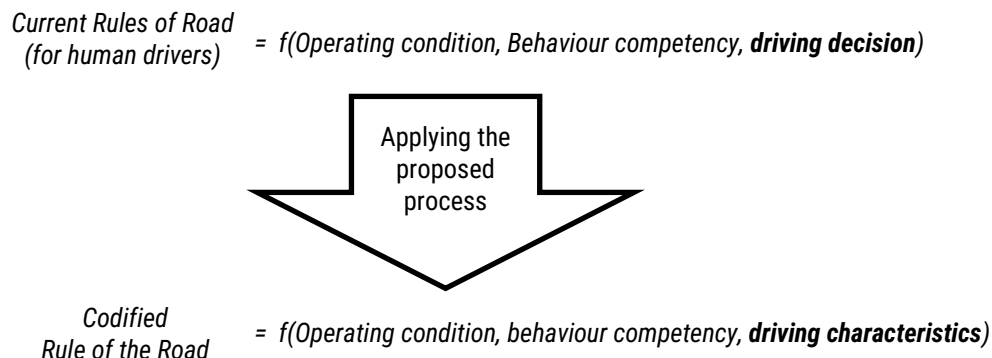 Current Rules of Road
(for human drivers)
= f(Operating condition, Behaviour competency, driving decision)
Applying the
proposed
process
Codified
Rule of the Road
= f(Operating condition, behaviour competency, driving characteristics)